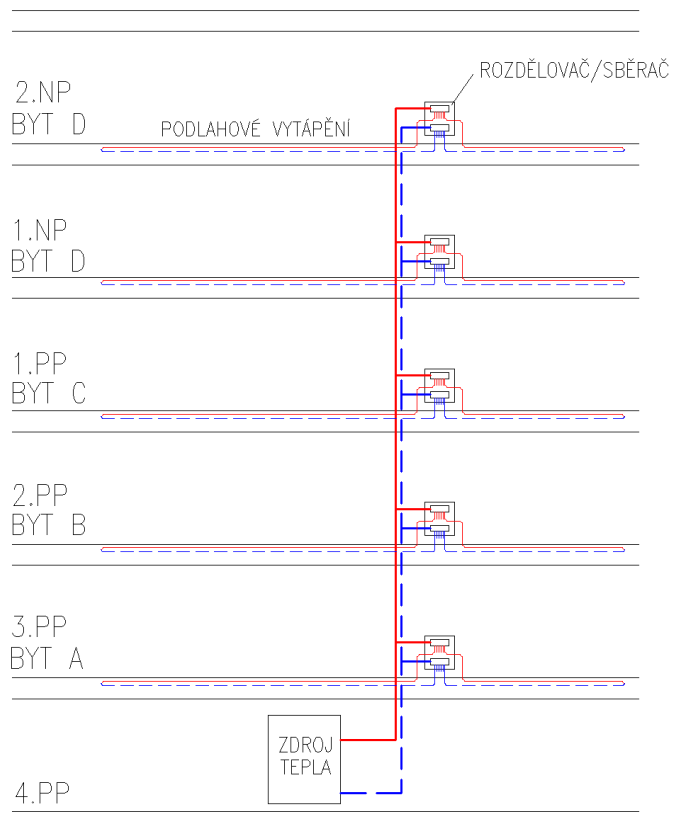 ROZDĚLOVAČ/SBĚRAČ
2.NP
BYT D
PODLAHOVÉ VYTÁPĚNÍ
1.NP
BYT D
1.PP
BYT C
2.PP
BYT B
3.PP
BYT A
ZDROJ
TEPLA
4.PP